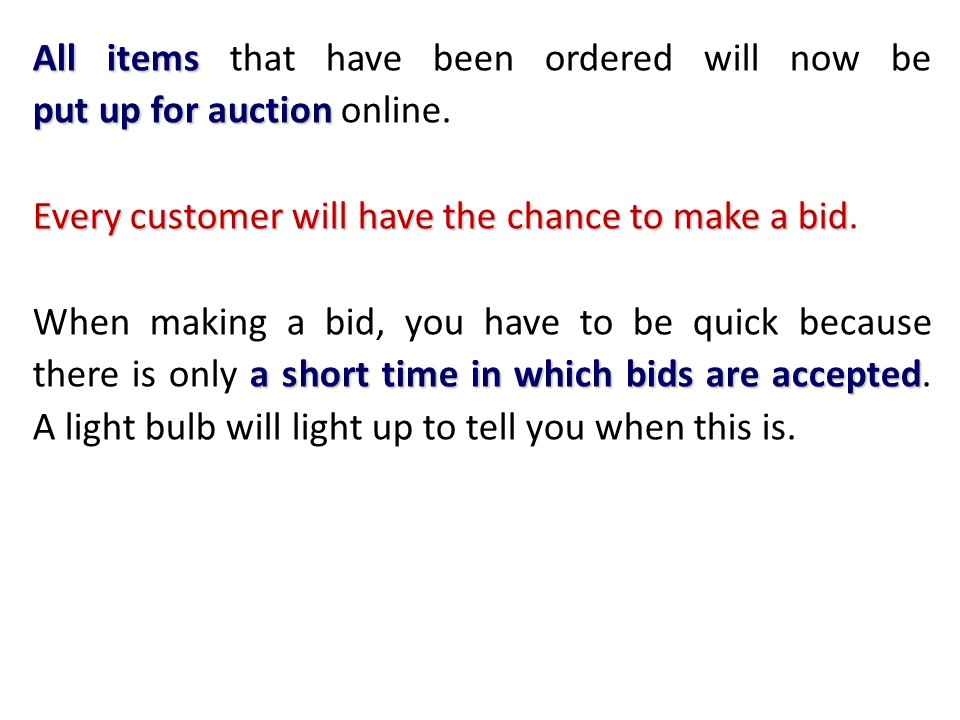 All items that have been ordered will now be
put up for auction online.
Every customer will have the chance to make a bid.
When making a bid, you have to be quick because
there is only a short time in which bids are accepted.
A light bulb will light up to tell you when this is.